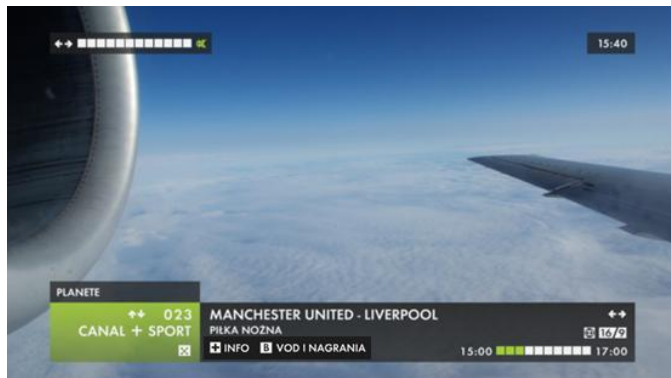 15:40
PLANETE
023
CANAL + SPORT
MANCHESTER UNITED - LIVERPOOL
PIŁKA NOŻNA
16/9
+ INFO B VOD I NAGRANIA
15:00 17:00